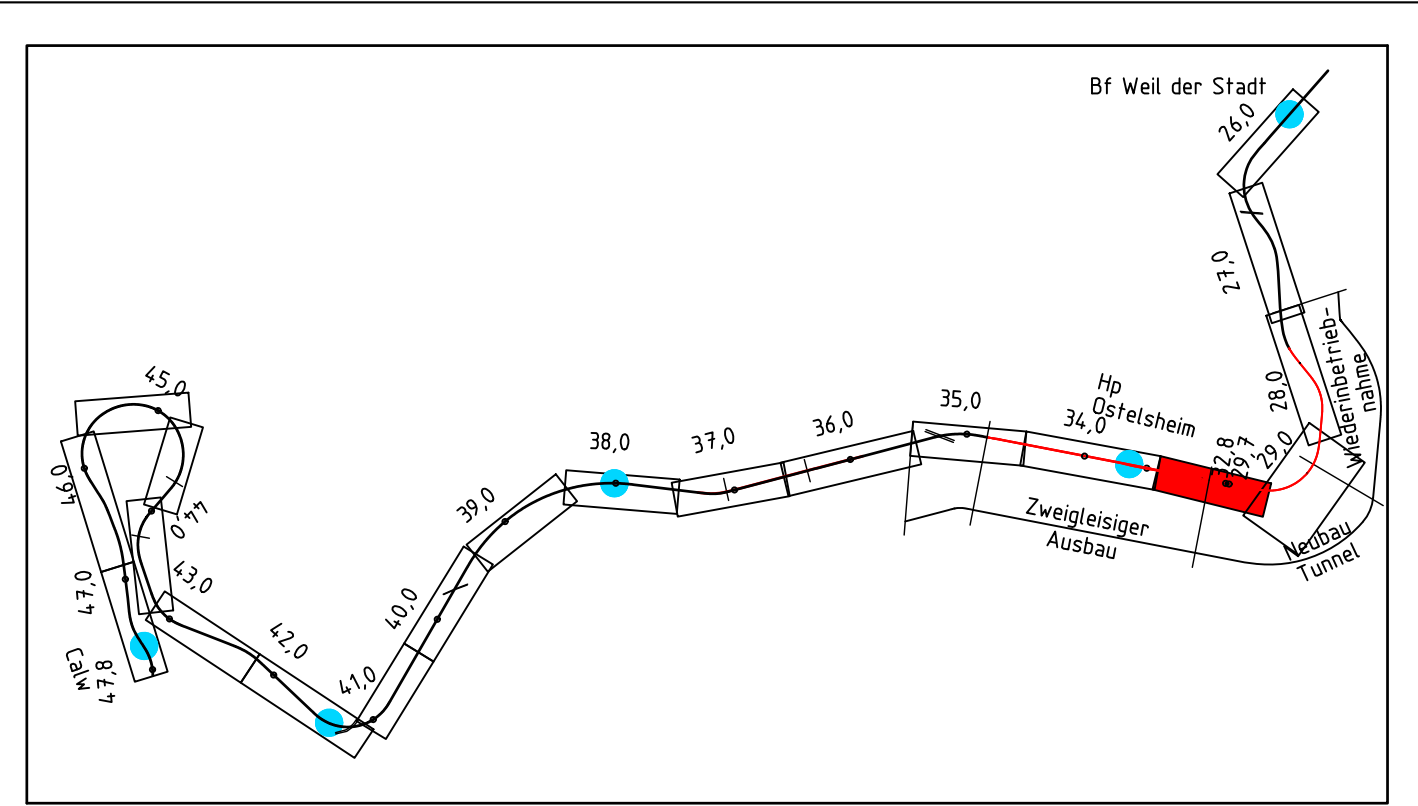 Bf Weil der Stadt
26,0
27,0
28,0
Wiederinbetrieb-
nahme
29,0
29,7
32,8
Neubau
Tunnel
Hp
Ostelsheim
34,0
Zweigleisiger
Ausbau
35,0
36,0
37,0
38,0
39,0
40,0
41,0
42,0
43,0
44,0
45,0
46,0
47,0
Calw
47,8